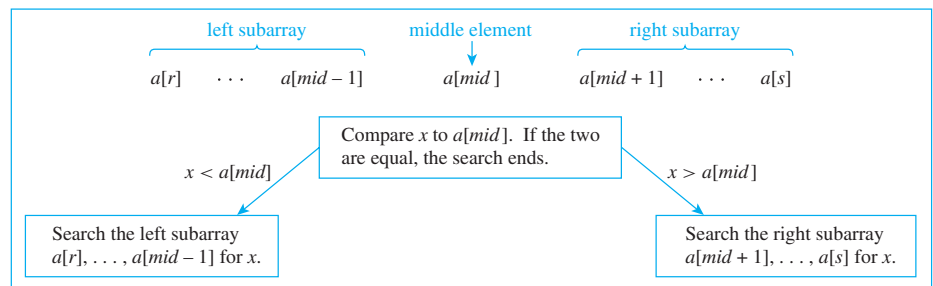 left subarray middle element right subarray
a[r] · · · a[mid – 1] a[mid ] a[mid + 1] · · · a[s]
Compare x to a[mid ]. If the two
are equal, the search ends.
x < a[mid] x > a[mid ]
Search the left subarray
a[r], . . . , a[mid – 1] for x.
Search the right subarray
a[mid + 1], . . . , a[s] for x.